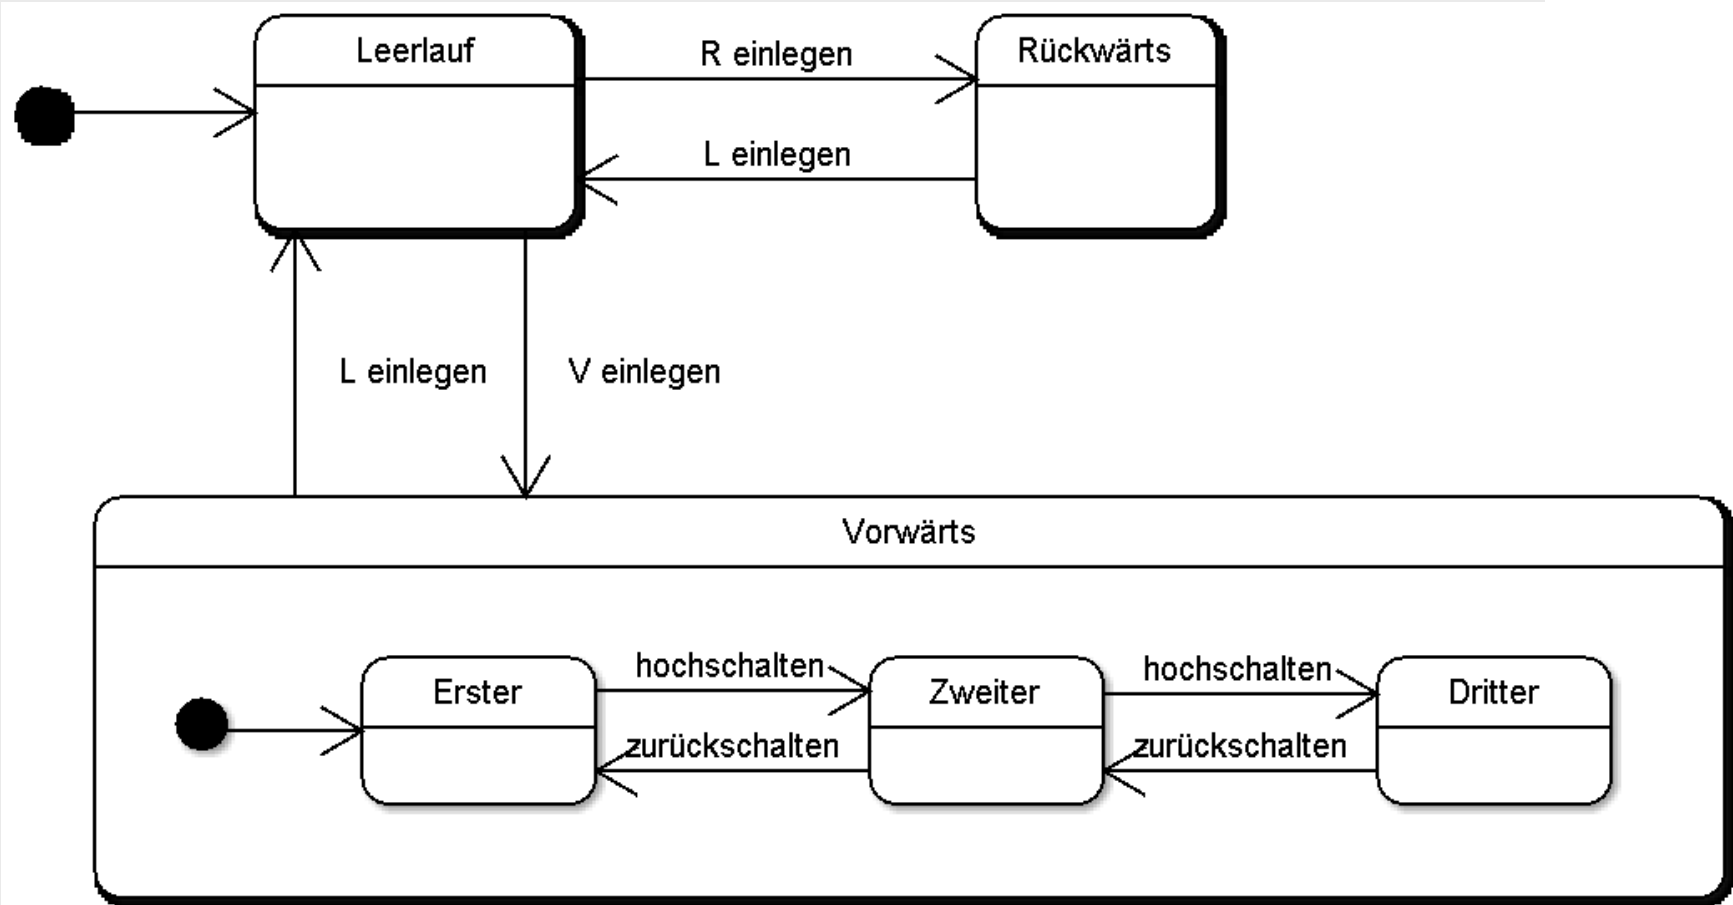 Leerlauf
R einlegen
Rückwärts
L einlegen
L einlegen
V einlegen
Vorwärts
hochschalten
hochschalten
Erster
Zweiter
Dritter
zurückschalten
zurückschalten